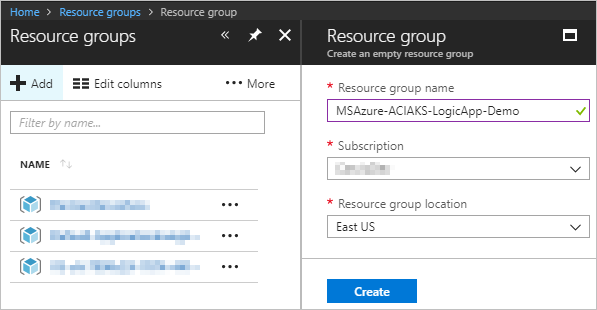 Home > Resource groups > Resource group
Resource groups
Add
Edit columns
More
Filter by name...
NAME
Resource group
Create an empty resource group
* Resource group name
MSAzure-ACIAKS-LogicApp-Demo
* Subscription
* Resource group location
East US
Create